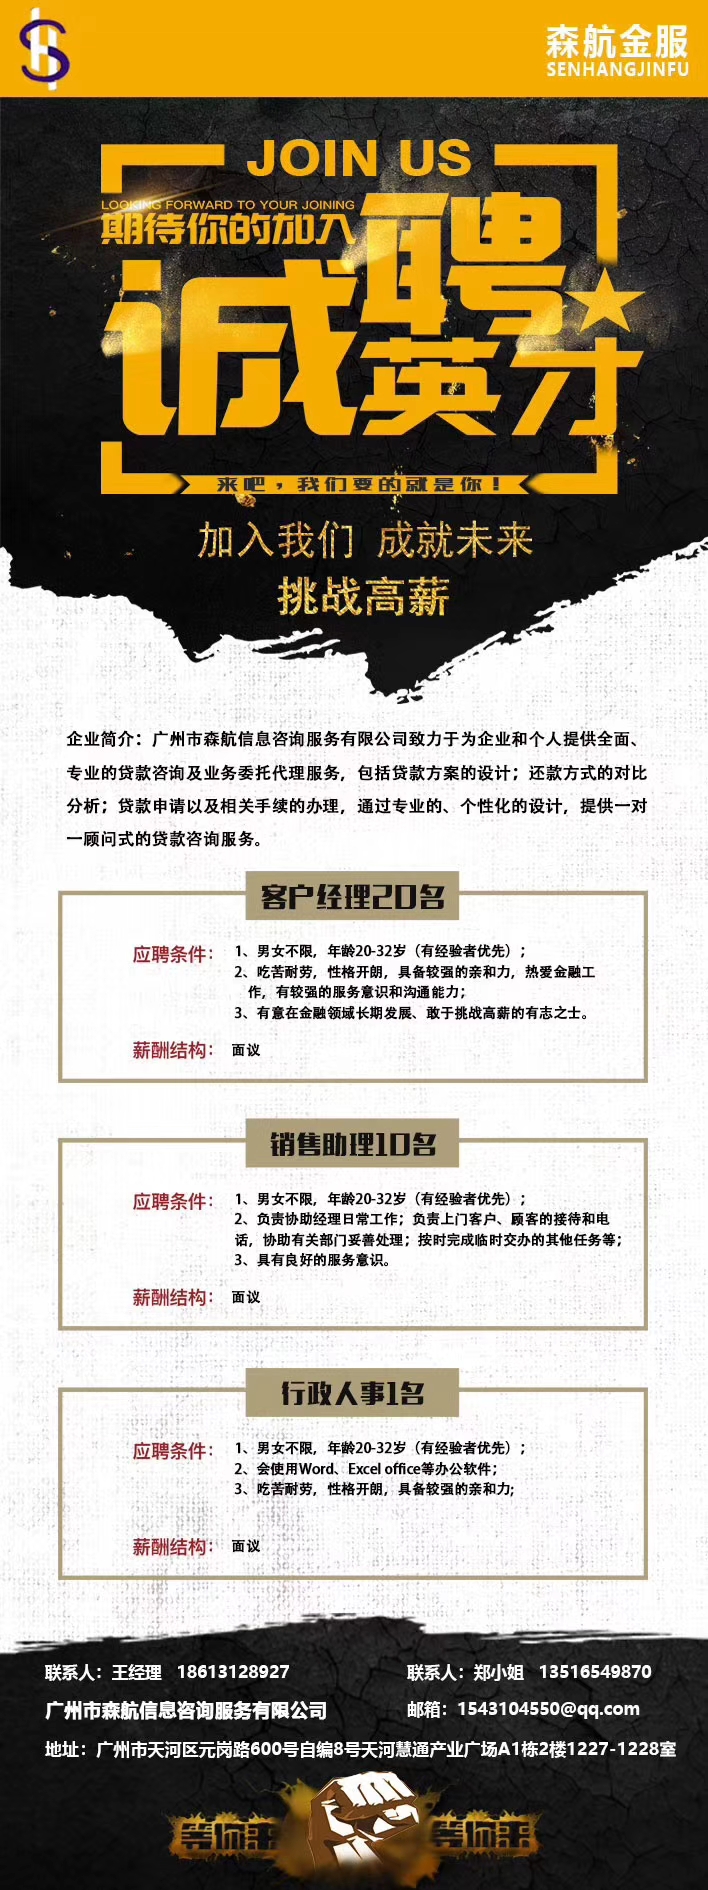 森航金服
SENHANGJINFU
JOIN US
LOOKING FORWARD TO YOUR JOINING
期待你的加入
诚聘
英才
来吧，我们要的就是你！
加入我们 成就未来
挑战高薪
企业简介：广州市森航信息咨询服务有限公司致力于为企业和个人提供全面、
专业的贷款咨询及业务委托代理服务，包括贷款方案的设计；还款方式的对比
分析；贷款申请以及相关手续的办理，通过专业的、个性化的设计，提供一对
一顾问式的贷款咨询服务。
客户经理20名
应聘条件： 1、男女不限，年龄20-32岁（有经验者优先）；
2、吃苦耐劳，性格开朗，具备较强的亲和力，热爱金融工
作，有较强的服务意识和沟通能力；
3、有意在金融领域长期发展、敢于挑战高薪的有志之士。
薪酬结构： 面议
销售助理10名
应聘条件： 1、男女不限，年龄20-32岁（有经验者优先）；
2、负责协助经理日常工作；负责上门客户、顾客的接待和电
话，协助有关部门妥善处理；按时完成临时交办的其他任务等；
3、具有良好的服务意识。
薪酬结构： 面议
行政人事1名
应聘条件： 1、男女不限，年龄20-32岁（有经验者优先）；
2、会使用Word、Excel office等办公软件；
3、吃苦耐劳，性格开朗，具备较强的亲和力;
薪酬结构： 面议
联系人：王经理 18613128927 联系人：郑小姐 13516549870
广州市森航信息咨询服务有限公司 邮箱：1543104550@qq.com
地址：广州市天河区元岗路600号自编8号天河慧通产业广场A1栋2楼1227-1228室
等你来 等你来